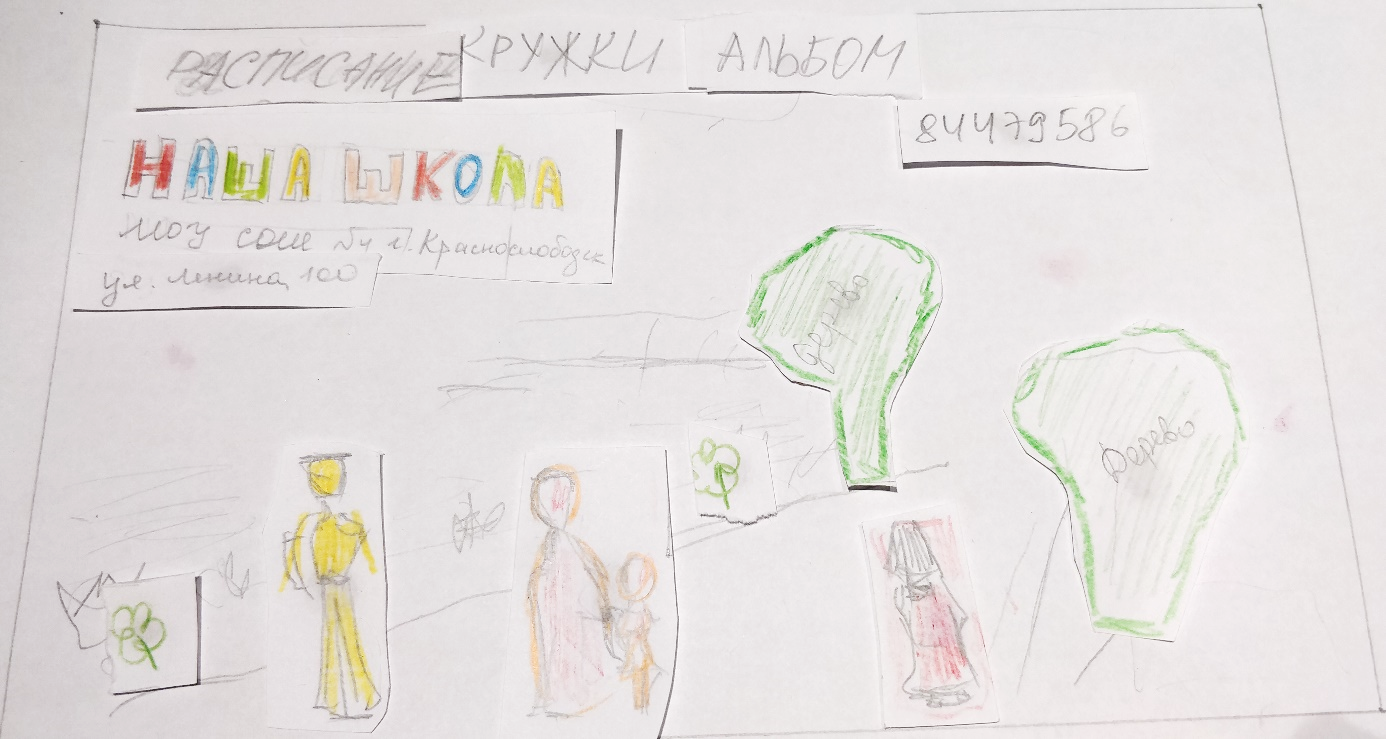 РАСПИСАНИЕ КРУЖКИ АЛЬБОМ
84479586
НАША ШКОЛА
МОУ СОШ №4 г. Краснослободск
ул. Ленина, 100
дерево
Дерево